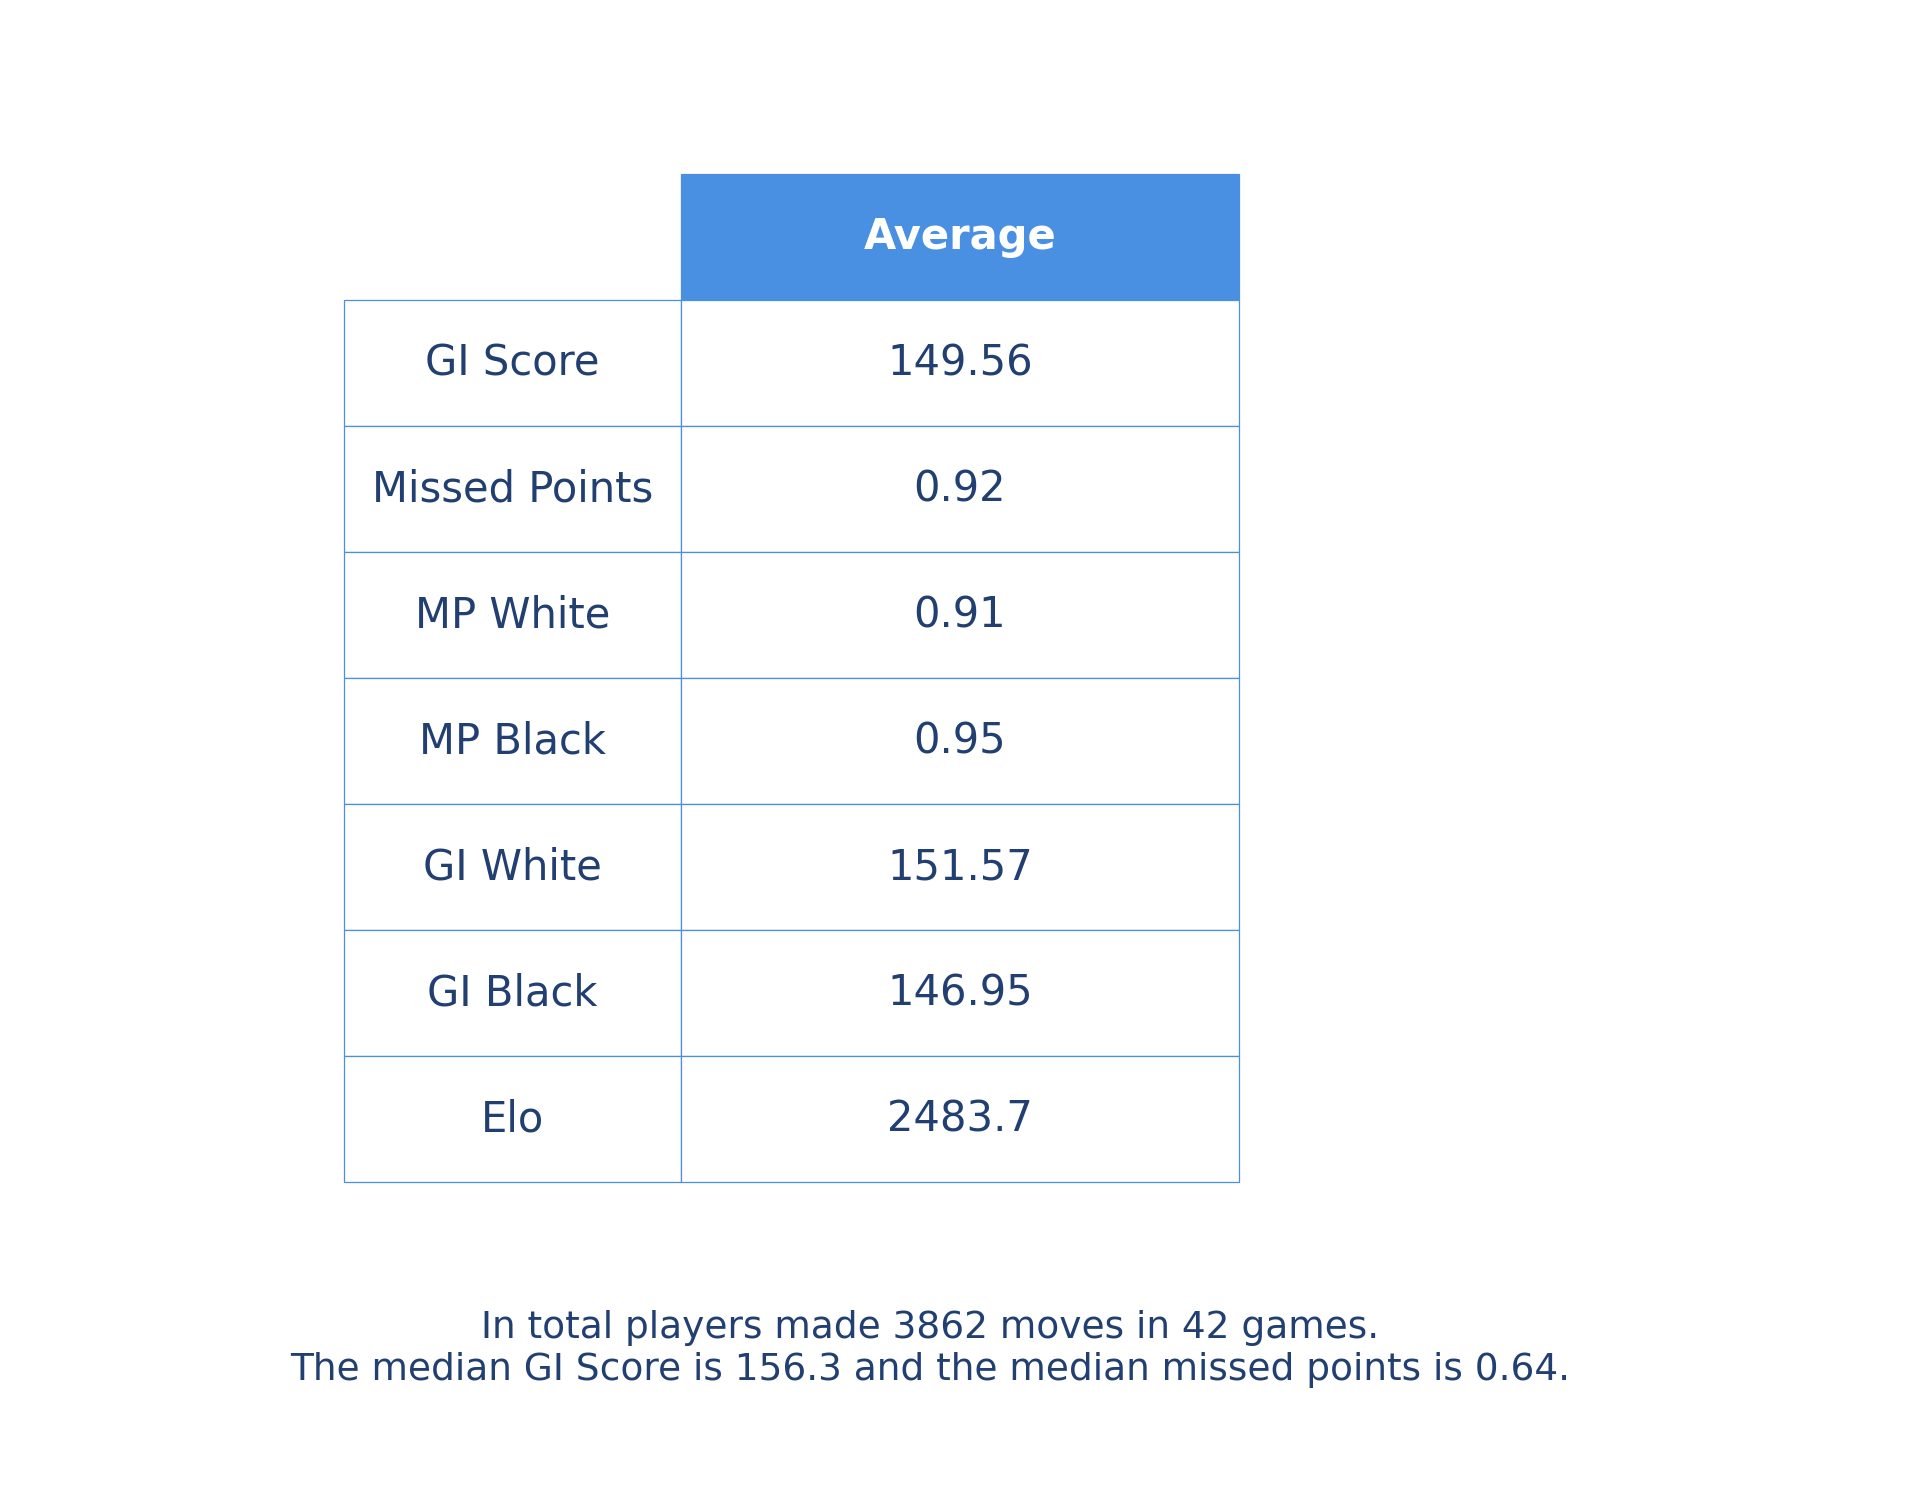 Average
GI Score 149.56
Missed Points 0.92
MP White 0.91
MP Black 0.95
GI White 151.57
GI Black 146.95
Elo 2483.7
In total players made 3862 moves in 42 games.
The median GI Score is 156.3 and the median missed points is 0.64.